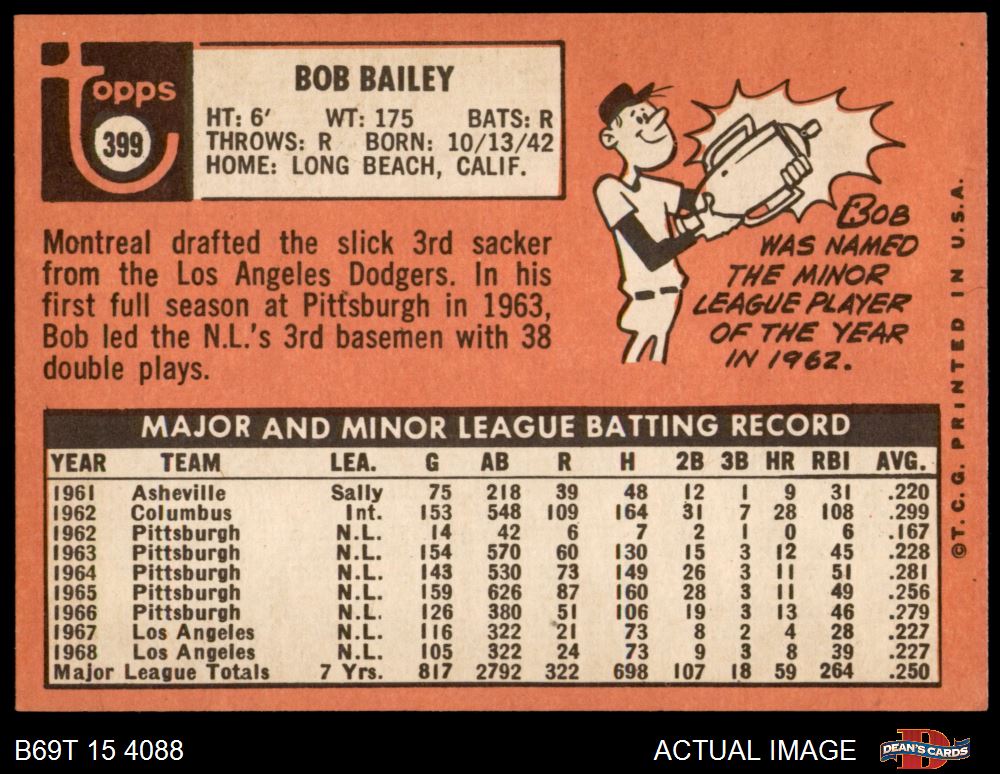 Topps
399
BOB BAILEY
HT: 6' WT: 175 BATS: R
THROWS: R BORN: 10/13/42
HOME: LONG BEACH, CALIF.
Montreal drafted the slick 3rd sacker
from the Los Angeles Dodgers. In his
first full season at Pittsburgh in 1963,
Bob led the N.L.'s 3rd basemen with 38
double plays.
BOB
WAS NAMED
THE MINOR
LEAGUE PLAYER
OF THE YEAR
IN 1962.
©T.C.G. PRINTED IN U.S.A.
MAJOR AND MINOR LEAGUE BATTING RECORD
YEAR TEAM LEA. G AB R H 2B 3B HR RBI AVG.
1961 Asheville Sally 75 218 39 48 12 1 9 31 .220
1962 Columbus Int. 153 548 109 164 31 7 28 108 .299
1962 Pittsburgh N.L. 14 42 6 7 2 1 0 6 .167
1963 Pittsburgh N.L. 154 570 60 130 15 3 12 45 .228
1964 Pittsburgh N.L. 143 530 73 149 26 3 11 51 .281
1965 Pittsburgh N.L. 159 626 87 160 28 3 11 49 .256
1966 Pittsburgh N.L. 126 380 51 106 19 3 13 46 .279
1967 Los Angeles N.L. 116 322 21 73 8 2 4 28 .227
1968 Los Angeles N.L. 105 322 24 73 9 3 8 39 .227
Major League Totals 7 Yrs. 817 2792 322 698 107 18 59 264 .250
B69T 15 4088
ACTUAL IMAGE
D
DEAN'S CARDS